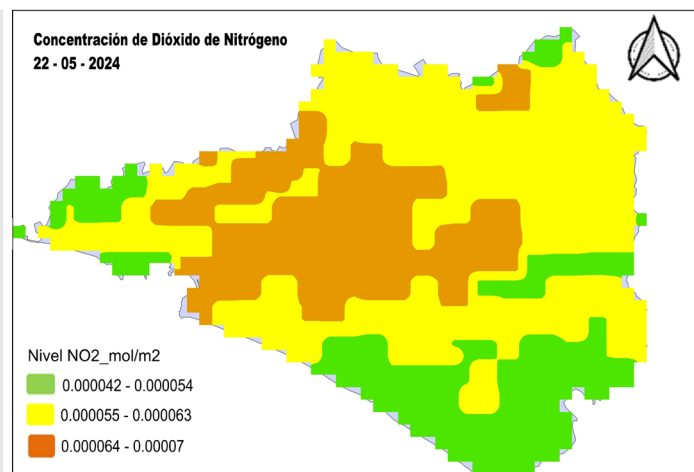 Concentración de Dióxido de Nitrógeno
22 - 05 - 2024
Nivel NO2_mol/m2
0.000042 - 0.000054
0.000055 - 0.000063
0.000064 - 0.00007